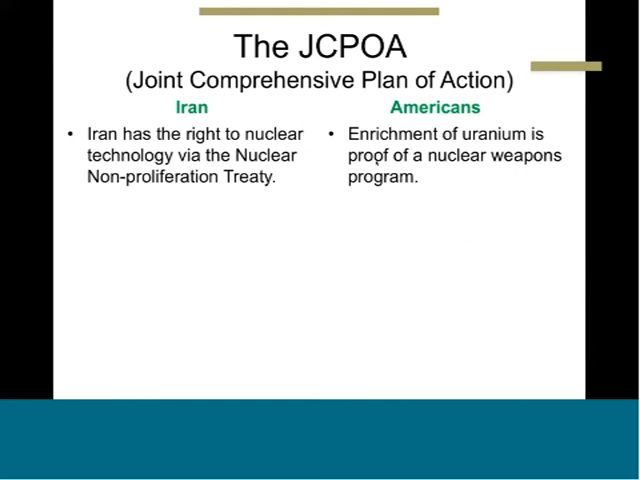 The JCPOA
(Joint Comprehensive Plan of Action)
Iran
• Iran has the right to nuclear
technology via the Nuclear
Non-proliferation Treaty.
Americans
• Enrichment of uranium is
proof of a nuclear weapons
program.